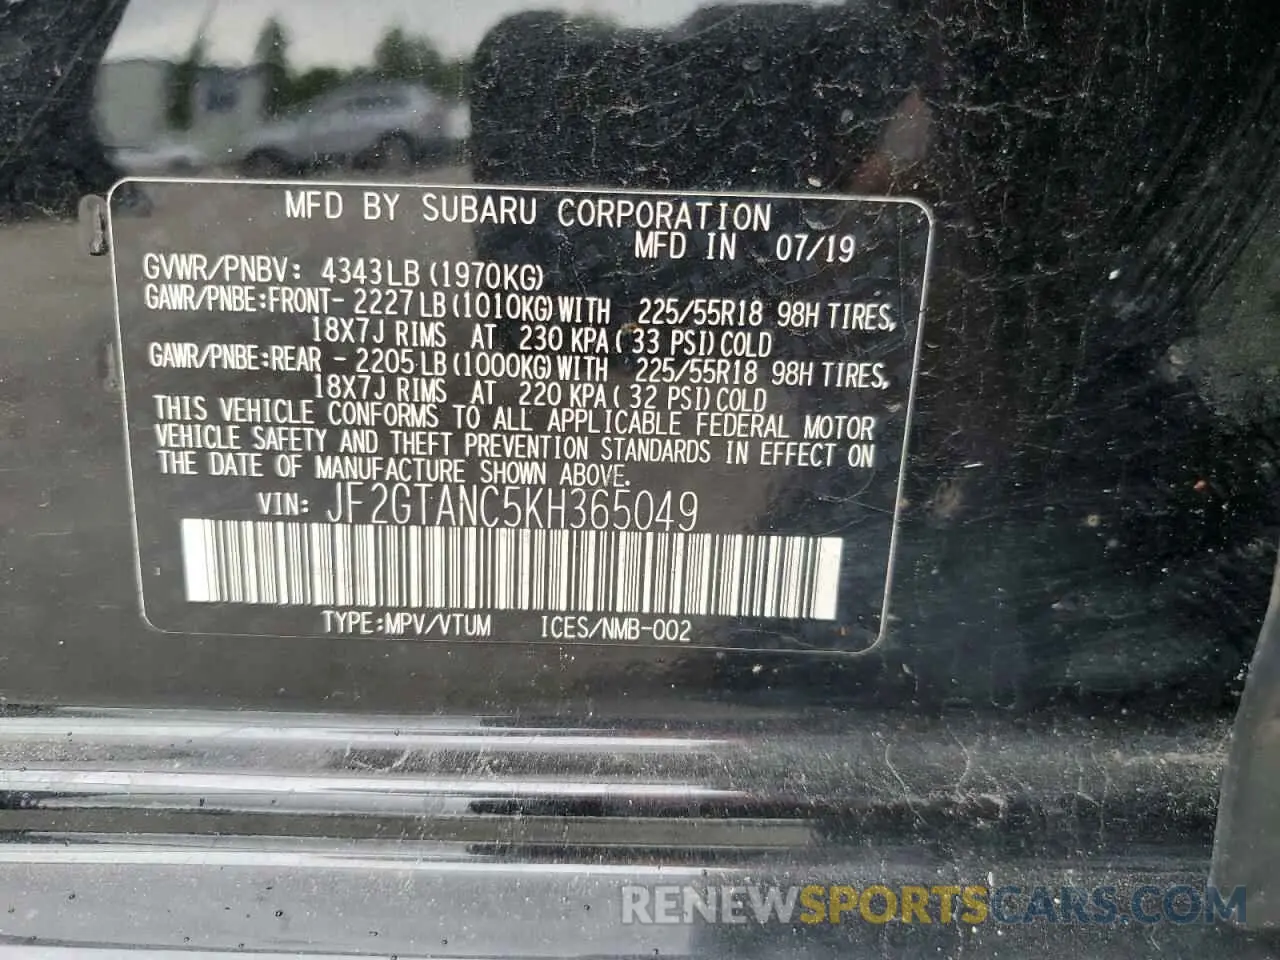 MFD BY SUBARU CORPORATION
MFD IN 07/19
GVWR/PNBV: 4343LB (1970KG)
GAWR/PNBE:FRONT- 2227 LB (1010KG) WITH 225/55R18 98H TIRES,
18X7J RIMS AT 230 KPA ( 33 PSI) COLD
GAWR/PNBE:REAR - 2205 LB (1000KG) WITH 225/55R18 98H TIRES,
18X7J RIMS AT 220 KPA ( 32 PSI) COLD
THIS VEHICLE CONFORMS TO ALL APPLICABLE FEDERAL MOTOR
VEHICLE SAFETY AND THEFT PREVENTION STANDARDS IN EFFECT ON
THE DATE OF MANUFACTURE SHOWN ABOVE.
VIN: JF2GTANC5KH365049
TYPE:MPV/VTUM ICES/NMB-002
RENEWSPORTSCARS.COM